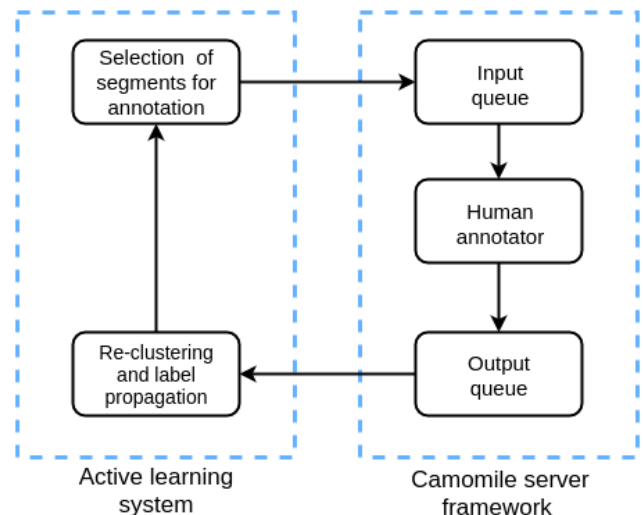 Selection of
segments for
annotation
Input
queue
Human
annotator
Re-clustering
and label
propagation
Output
queue
Active learning
system
Camomile server
framework